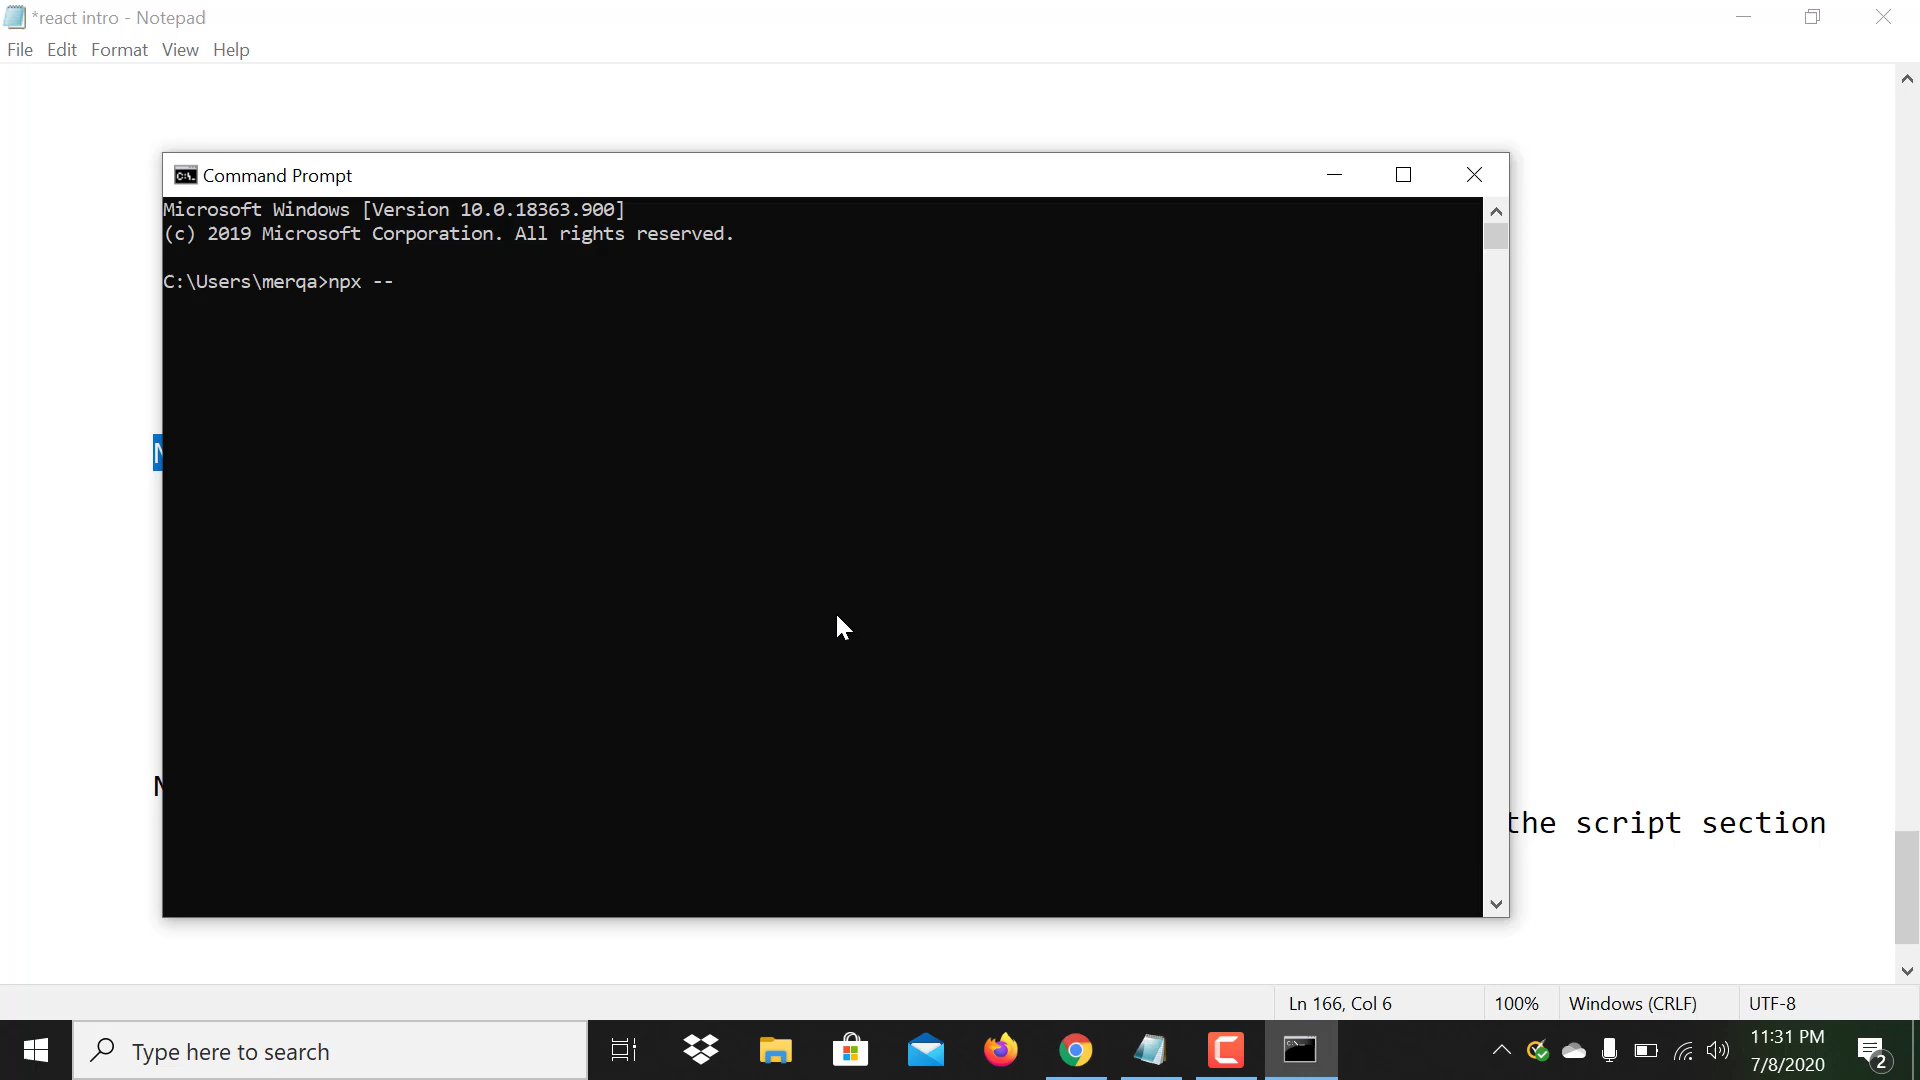 *react intro - Notepad
File Edit Format View Help
Command Prompt
Microsoft Windows [Version 10.0.18363.900]
(c) 2019 Microsoft Corporation. All rights reserved.
C:\Users\merqa>npx --
the script section
Ln 166, Col 6 100% Windows (CRLF) UTF-8
Type here to search
11:31 PM
7/8/2020
2